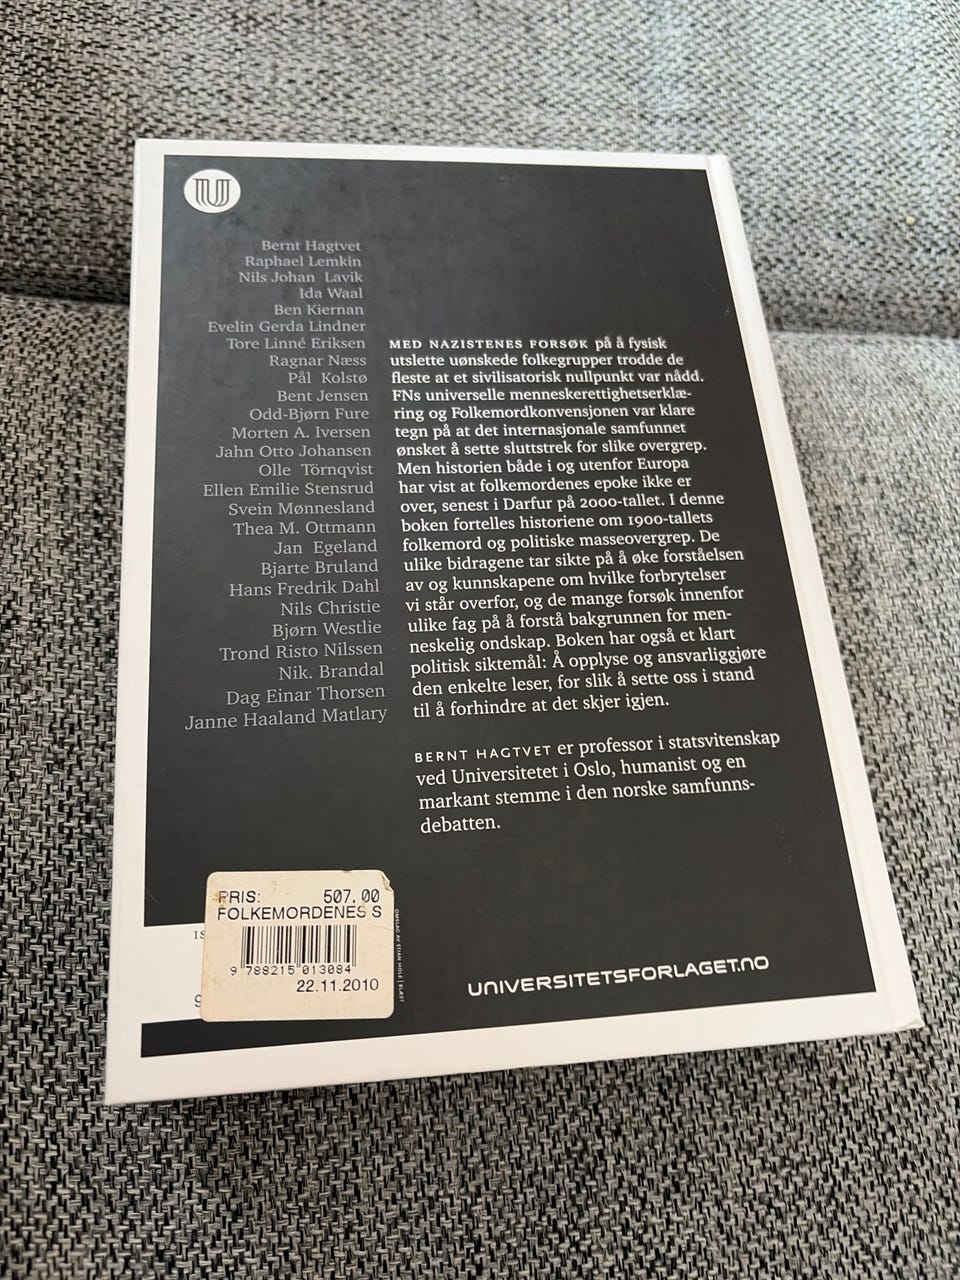 U
Bernt Hagtvet
Raphael Lemkin
Nils Johan Lavik
Ida Waal
Ben Kiernan
Evelin Gerda Lindner
Tore Linné Eriksen
Ragnar Næss
Pål Kolstø
Bent Jensen
Odd-Bjørn Fure
Morten A. Iversen
Jahn Otto Johansen
Olle Törnqvist
Ellen Emilie Stensrud
Svein Mønnesland
Thea M. Ottmann
Jan Egeland
Bjarte Bruland
Hans Fredrik Dahl
Nils Christie
Bjørn Westlie
Trond Risto Nilssen
Nik. Brandal
Dag Einar Thorsen
Janne Haaland Matlary
MED NAZISTENES FORSØK på å fysisk
utslette uønskede folkegrupper trodde de
fleste at et sivilisatorisk nullpunkt var nådd.
FNs universelle menneskerettighetserklæ-
ring og Folkemordkonvensjonen var klare
tegn på at det internasjonale samfunnet
ønsket å sette sluttstrek for slike overgrep.
Men historien både i og utenfor Europa
har vist at folkemordenes epoke ikke er
over, senest i Darfur på 2000-tallet. I denne
boken fortelles historiene om 1900-tallets
folkemord og politiske masseovergrep. De
ulike bidragene tar sikte på å øke forståelsen
av og kunnskapene om hvilke forbrytelser
vi står overfor, og de mange forsøk innenfor
ulike fag på å forstå bakgrunnen for men-
neskelig ondskap. Boken har også et klart
politisk siktemål: Å opplyse og ansvarliggjøre
den enkelte leser, for slik å sette oss i stand
til å forhindre at det skjer igjen.
BERNT HAGTVET er professor i statsvitenskap
ved Universitetet i Oslo, humanist og en
markant stemme i den norske samfunns-
debatten.
PRIS: 507.00
FOLKEMORDENES S
9 788215 013084
22.11.2010
IS
9
OMSLAG AV STIAN HOLE | BLÆST
UNIVERSITETSFORLAGET.NO